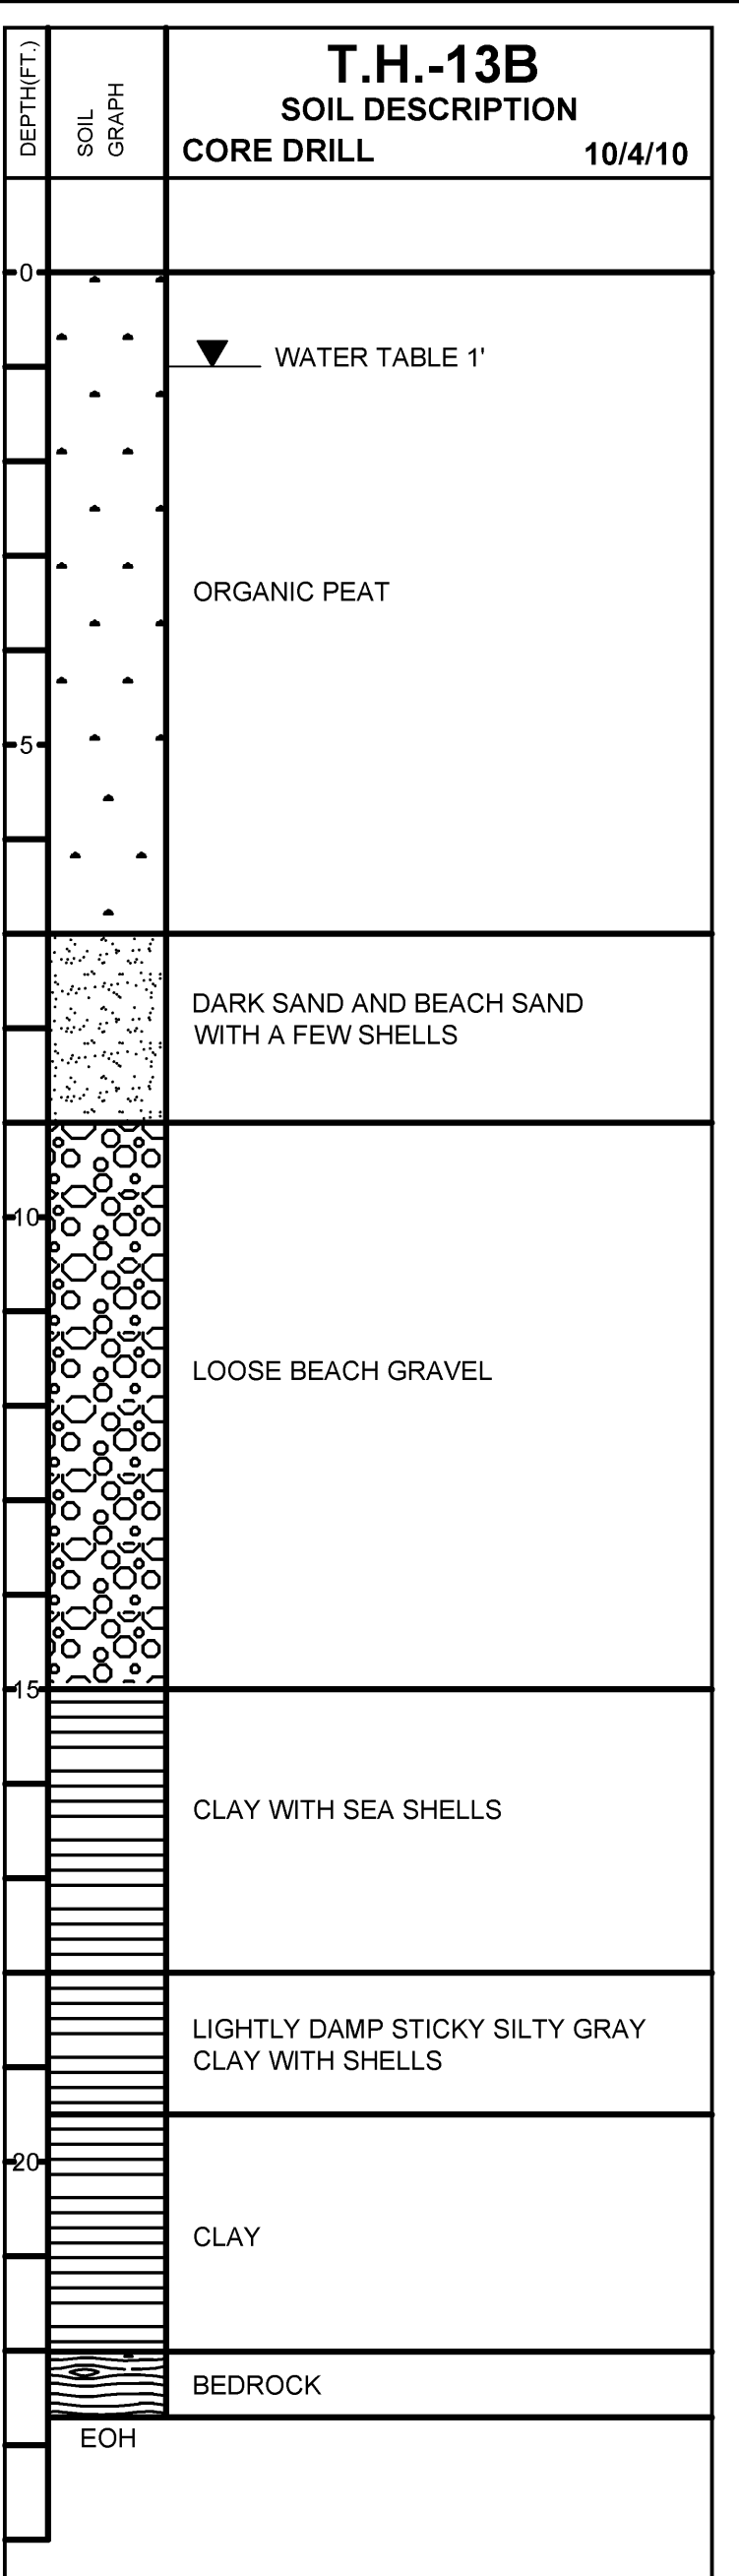 DEPTH(FT.)
SOIL
GRAPH
T.H.-13B
SOIL DESCRIPTION
CORE DRILL 10/4/10
0
WATER TABLE 1'
ORGANIC PEAT
5
DARK SAND AND BEACH SAND
WITH A FEW SHELLS
10
LOOSE BEACH GRAVEL
15
CLAY WITH SEA SHELLS
LIGHTLY DAMP STICKY SILTY GRAY
CLAY WITH SHELLS
20
CLAY
BEDROCK
EOH